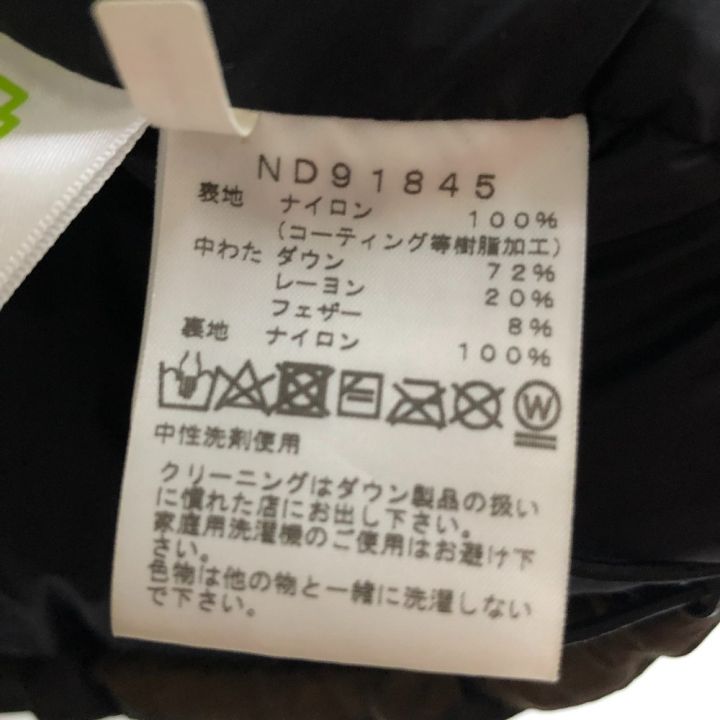 ND91845
表地 ナイロン 100%
(コーティング等樹脂加工)
中わた ダウン 72%
レーヨン 20%
フェザー 8%
裏地 ナイロン 100%
W
中性洗剤使用
クリーニングはダウン製品の扱い
に慣れた店にお出し下さい。
家庭用洗濯機のご使用はお避け下
さい。
色物は他の物と一緒に洗濯しない
で下さい。